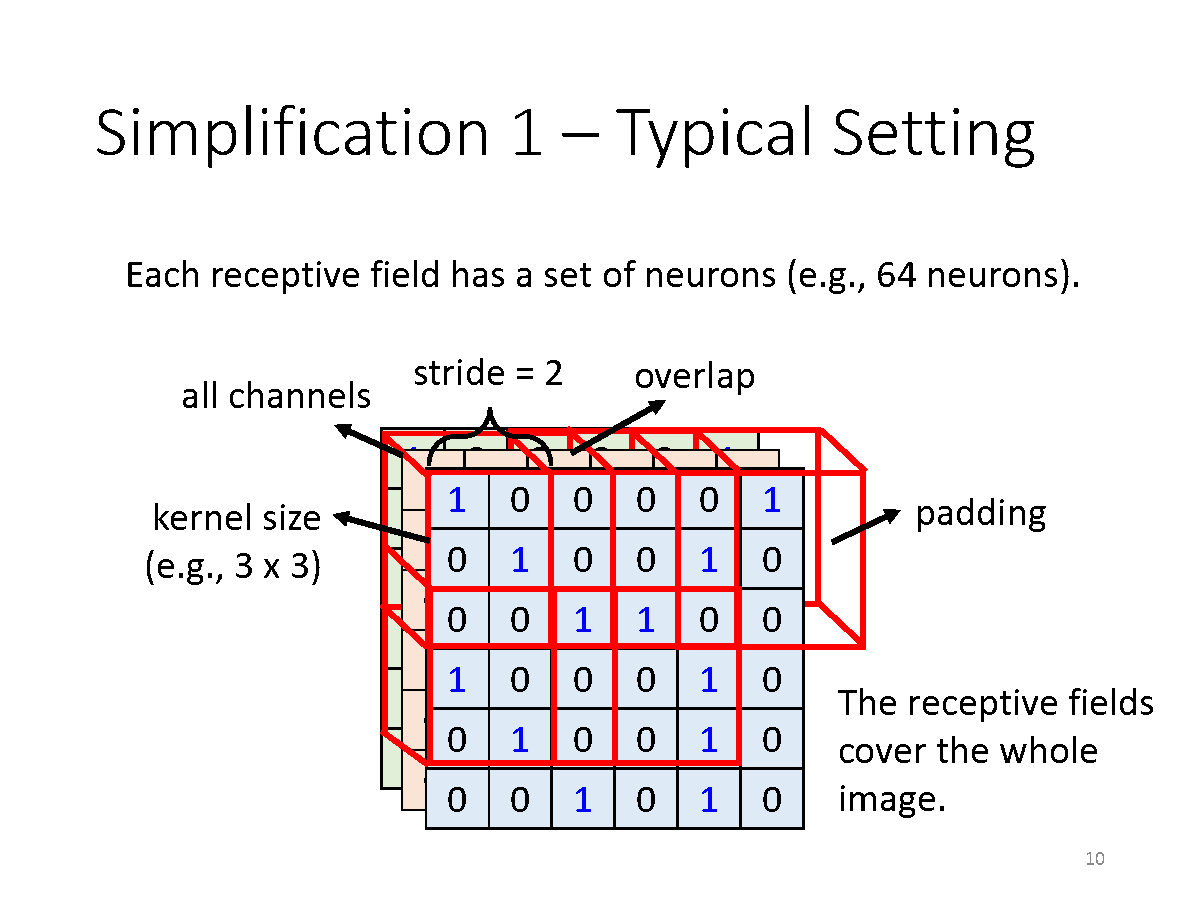 Simplification 1 – Typical Setting
Each receptive field has a set of neurons (e.g., 64 neurons).
all channels
stride = 2
overlap
kernel size
(e.g., 3 x 3)
padding
1 0 0 0 0 1
0 1 0 0 1 0
0 0 1 1 0 0
1 0 0 0 1 0
0 1 0 0 1 0
0 0 1 0 1 0
The receptive fields
cover the whole
image.
10